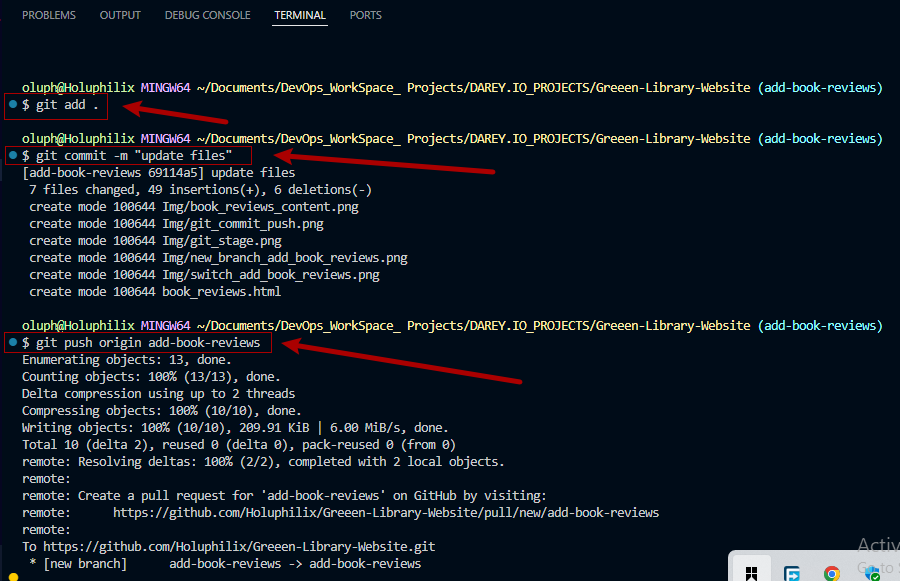 PROBLEMS OUTPUT DEBUG CONSOLE TERMINAL PORTS
oluph@Holuphilix MINGW64 ~/Documents/DevOps_WorkSpace_ Projects/DAREY.IO_PROJECTS/Greeen-Library-Website (add-book-reviews)
$ git add .
oluph@Holuphilix MINGW64 ~/Documents/DevOps_WorkSpace_ Projects/DAREY.IO_PROJECTS/Greeen-Library-Website (add-book-reviews)
$ git commit -m "update files"
[add-book-reviews 69114a5] update files
7 files changed, 49 insertions(+), 6 deletions(-)
create mode 100644 Img/book_reviews_content.png
create mode 100644 Img/git_commit_push.png
create mode 100644 Img/git_stage.png
create mode 100644 Img/new_branch_add_book_reviews.png
create mode 100644 Img/switch_add_book_reviews.png
create mode 100644 book_reviews.html
oluph@Holuphilix MINGW64 ~/Documents/DevOps_WorkSpace_ Projects/DAREY.IO_PROJECTS/Greeen-Library-Website (add-book-reviews)
$ git push origin add-book-reviews
Enumerating objects: 13, done.
Counting objects: 100% (13/13), done.
Delta compression using up to 2 threads
Compressing objects: 100% (10/10), done.
Writing objects: 100% (10/10), 209.91 KiB | 6.00 MiB/s, done.
Total 10 (delta 2), reused 0 (delta 0), pack-reused 0 (from 0)
remote: Resolving deltas: 100% (2/2), completed with 2 local objects.
remote:
remote: Create a pull request for 'add-book-reviews' on GitHub by visiting:
remote:      https://github.com/Holuphilix/Greeen-Library-Website/pull/new/add-book-reviews
remote:
To https://github.com/Holuphilix/Greeen-Library-Website.git
* [new branch]      add-book-reviews -> add-book-reviews
Activ
Go to S